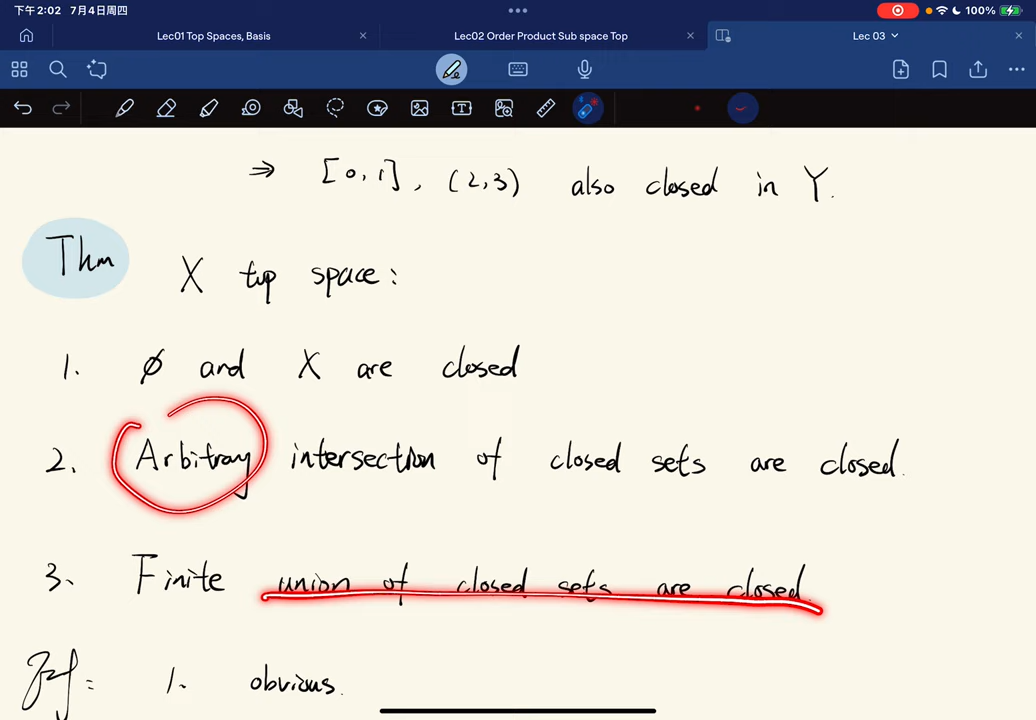 下午2:02 7月4日周四
100%
Lec01 Top Spaces, Basis
Lec02 Order Product Sub space Top
Lec 03
⇒ [0,1], (2,3) also closed in Y.
Thm
X top space:
1. ∅ and X are closed
2. Arbitray intersection of closed sets are closed.
3. Finite union of closed sets are closed.
Prf: 1. obvious.